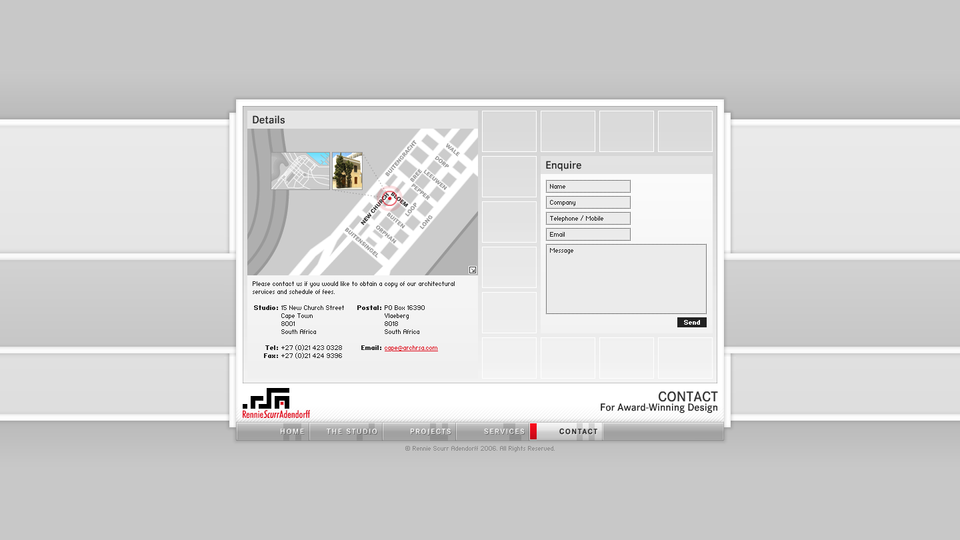 Details
BUITENGRACHT
WALE
DORP
LEEUWEN
BREE
PEPPER
BLOEM
NEW CHURCH
LOOP
LONG
BUITEN
ORPHAN
BUITENSINGEL
Please contact us if you would like to obtain a copy of our architectural
services and schedule of fees.
Studio: 15 New Church Street
Cape Town
8001
South Africa
Postal: PO Box 16390
Vlaeberg
8018
South Africa
Tel: +27 (0)21 423 0328
Fax: +27 (0)21 424 9396
Email: cape@archrsa.com
Enquire
Name
Company
Telephone / Mobile
Email
Message
Send
RennieScurrAdendorff
CONTACT
For Award-Winning Design
HOME THE STUDIO PROJECTS SERVICES CONTACT
© Rennie Scurr Adendorff 2006. All Rights Reserved.